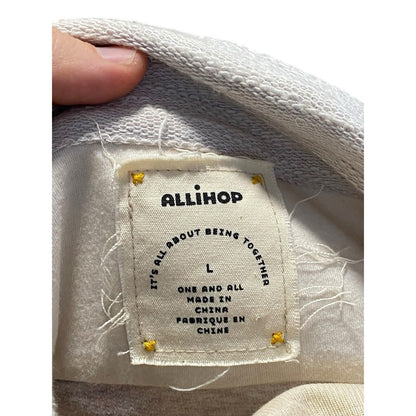 ALLiHOP
IT'S ALL ABOUT BEING TOGETHER
L
ONE AND ALL
MADE IN
CHINA
FABRIQUE EN
CHINE